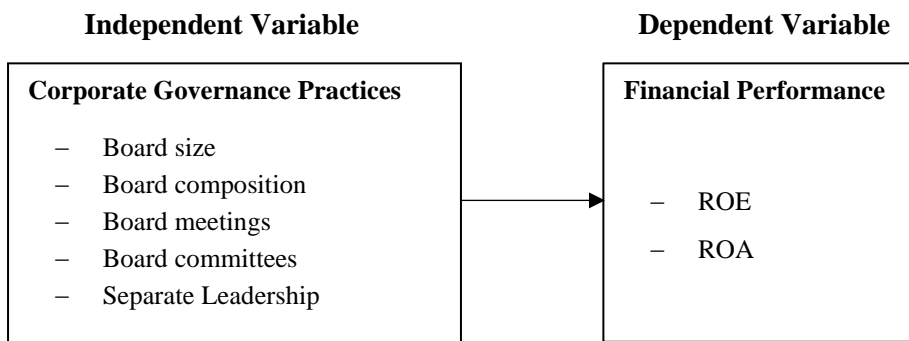 Independent Variable
Dependent Variable
Corporate Governance Practices
– Board size
– Board composition
– Board meetings
– Board committees
– Separate Leadership
Financial Performance
– ROE
– ROA